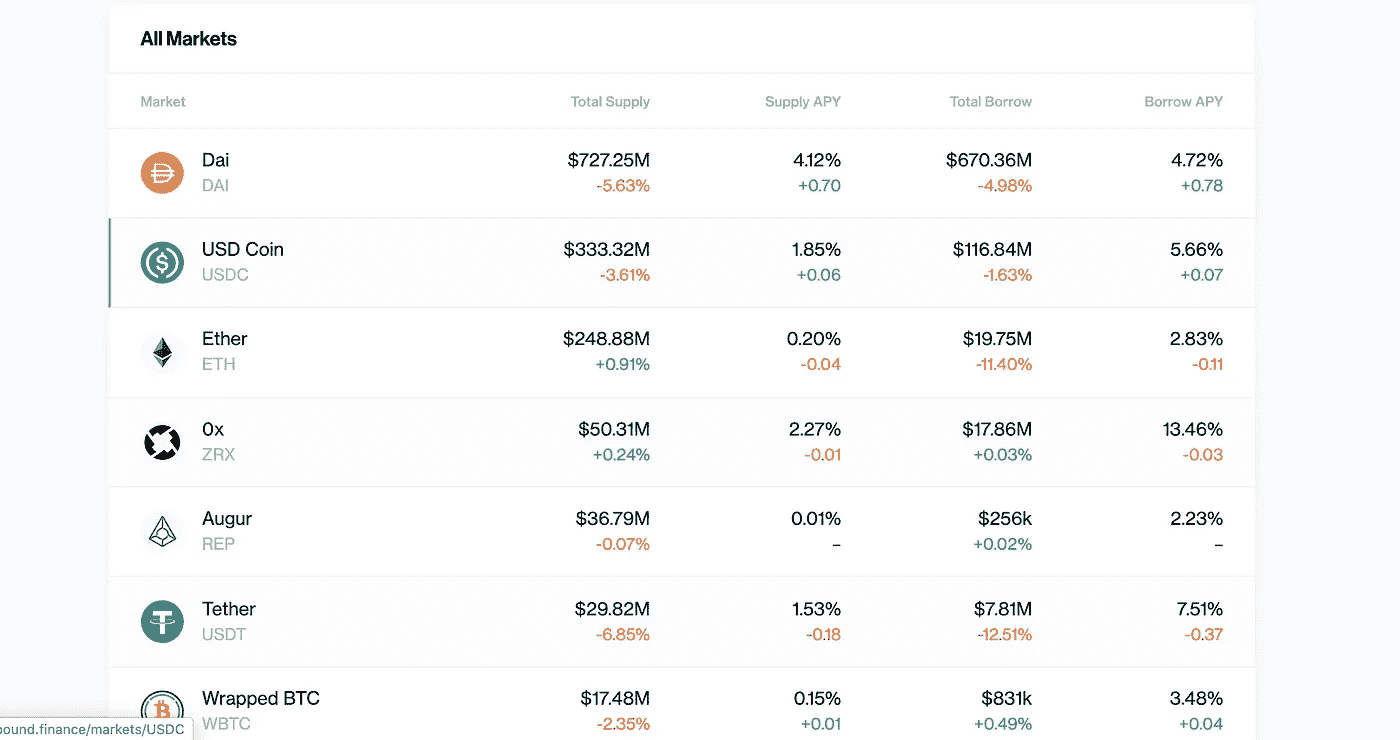 All Markets
Market Total Supply Supply APY Total Borrow Borrow APY
Dai $727.25M 4.12% $670.36M 4.72%
DAI -5.63% +0.70 -4.98% +0.78
USD Coin $333.32M 1.85% $116.84M 5.66%
USDC -3.61% +0.06 -1.63% +0.07
Ether $248.88M 0.20% $19.75M 2.83%
ETH +0.91% -0.04 -11.40% -0.11
0x $50.31M 2.27% $17.86M 13.46%
ZRX +0.24% -0.01 +0.03% -0.03
Augur $36.79M 0.01% $256k 2.23%
REP -0.07% – +0.02% –
Tether $29.82M 1.53% $7.81M 7.51%
USDT -6.85% -0.18 -12.51% -0.37
Wrapped BTC $17.48M 0.15% $831k 3.48%
WBTC -2.35% +0.01 +0.49% +0.04
ound.finance/markets/USDC